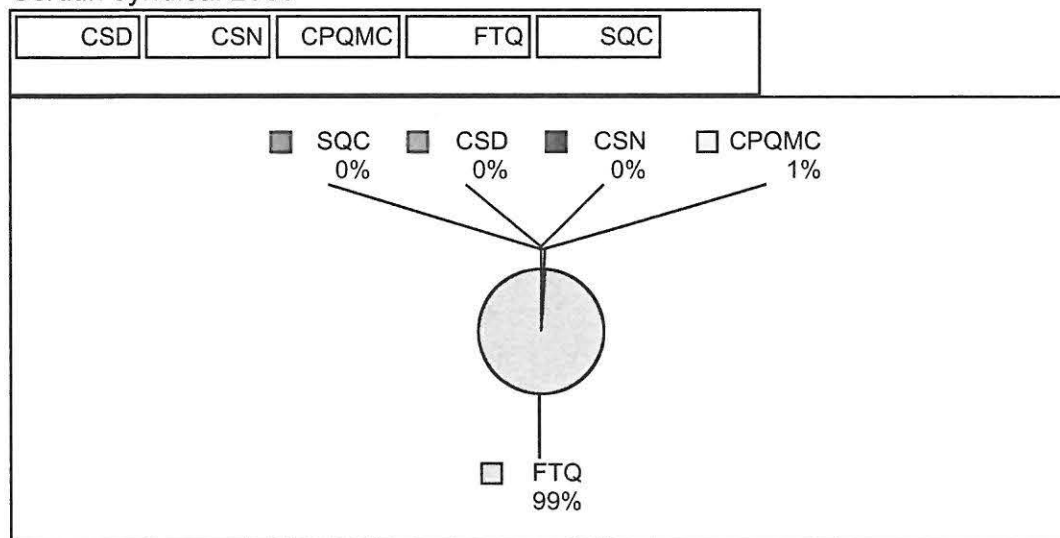 CSD CSN CPQMC FTQ SQC
SQC CSD CSN CPQMC
0% 0% 0% 1%
FTQ
99%